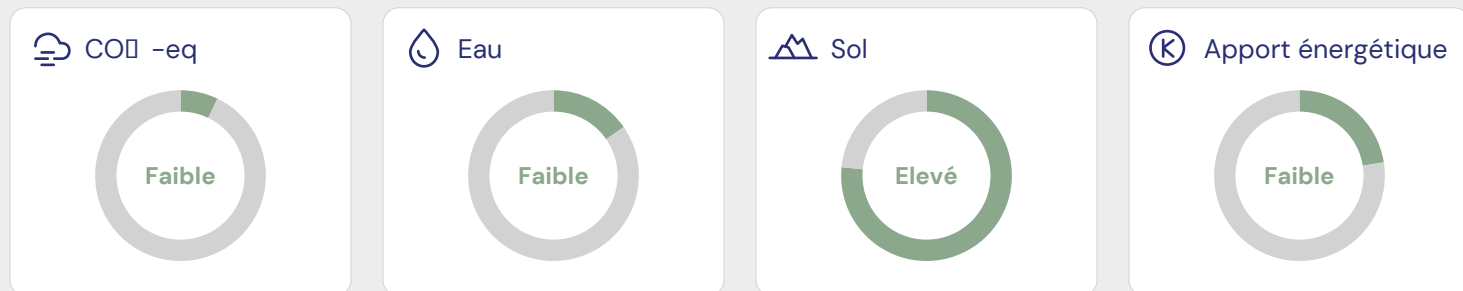 CO▯ -eq
Eau
Sol
Apport énergétique
Faible
Faible
Elevé
Faible